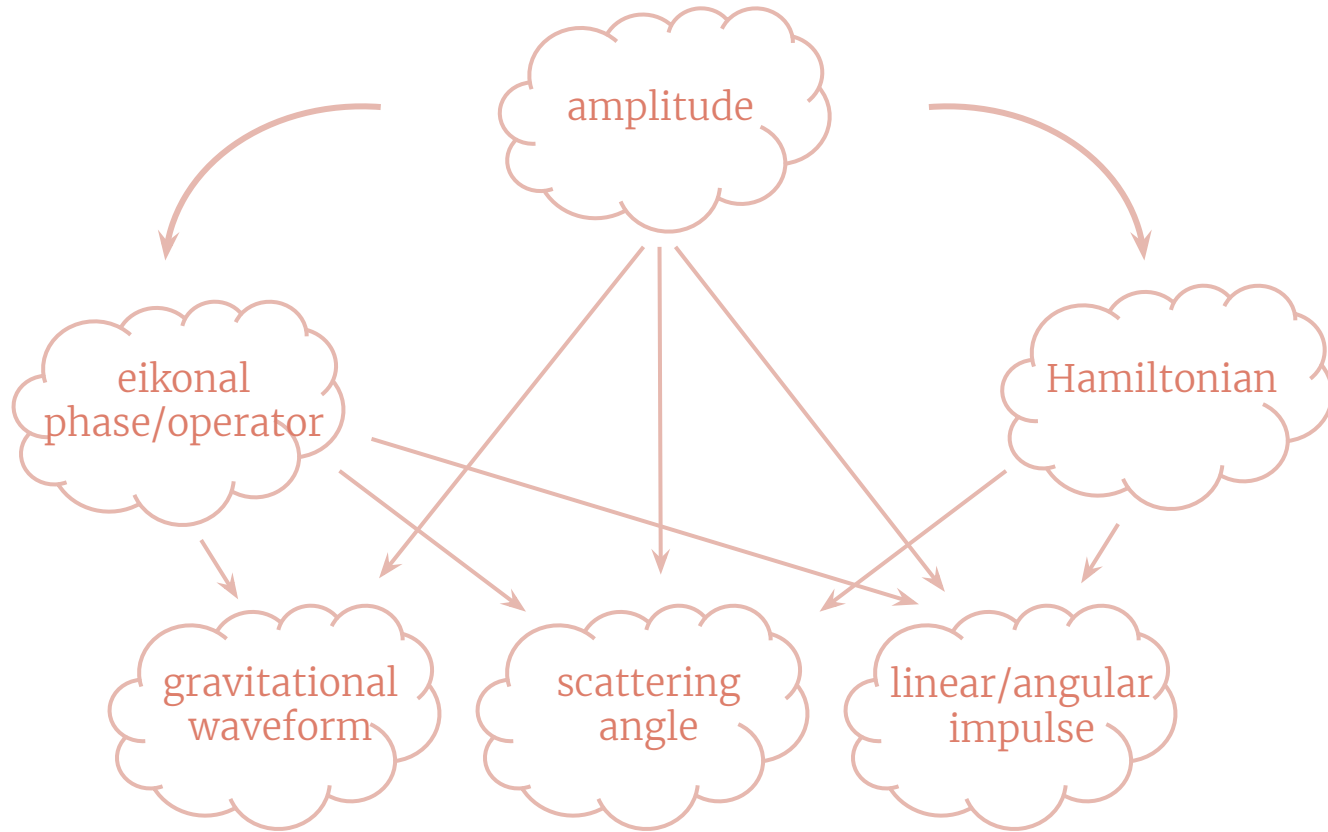 amplitude
eikonal
phase/operator
Hamiltonian
gravitational
waveform
scattering
angle
linear/angular
impulse